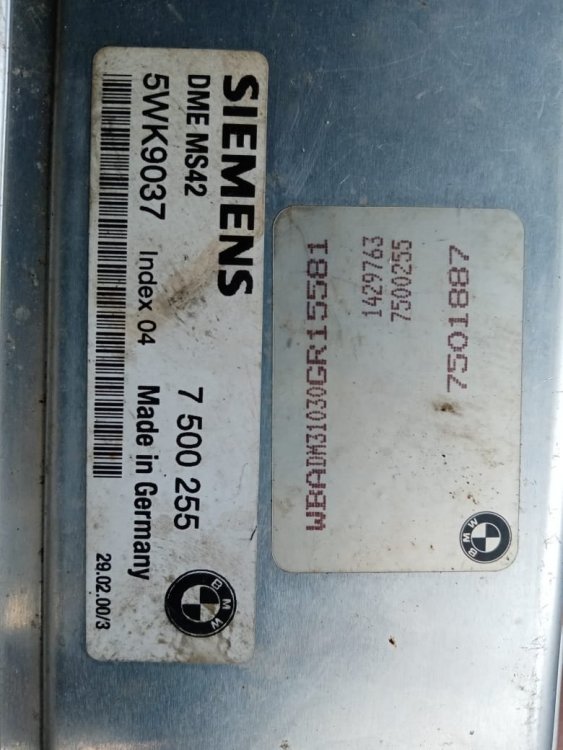 SIEMENS
DME MS42
5WK9037 Index 04
7 500 255
Made in Germany
29.02.00/3
BMW
WBADM31030GR15581
1429763
7500255
7501887
BMW